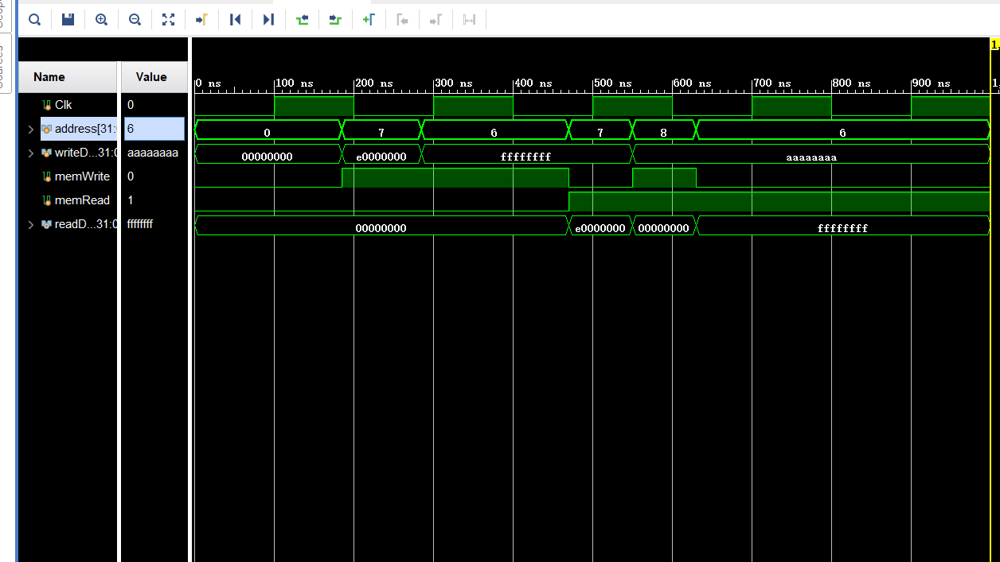 Sources
Name Value
0 ns 100 ns 200 ns 300 ns 400 ns 500 ns 600 ns 700 ns 800 ns 900 ns 1,
1,
Clk 0
address[31: 6 0 7 6 7 8 6
writeD...31:0 aaaaaaaa 00000000 e0000000 ffffffff aaaaaaaa
memWrite 0
memRead 1
readD...31:0 ffffffff 00000000 e0000000 00000000 ffffffff